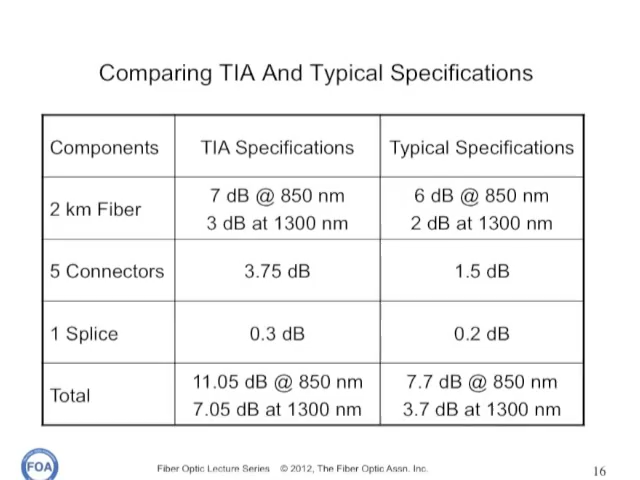 Comparing TIA And Typical Specifications
Components TIA Specifications Typical Specifications
2 km Fiber
7 dB @ 850 nm
3 dB at 1300 nm
6 dB @ 850 nm
2 dB at 1300 nm
5 Connectors 3.75 dB 1.5 dB
1 Splice 0.3 dB 0.2 dB
Total
11.05 dB @ 850 nm
7.05 dB at 1300 nm
7.7 dB @ 850 nm
3.7 dB at 1300 nm
FOA
Fiber Optic Lecture Series © 2012, The Fiber Optic Assn. Inc.
16